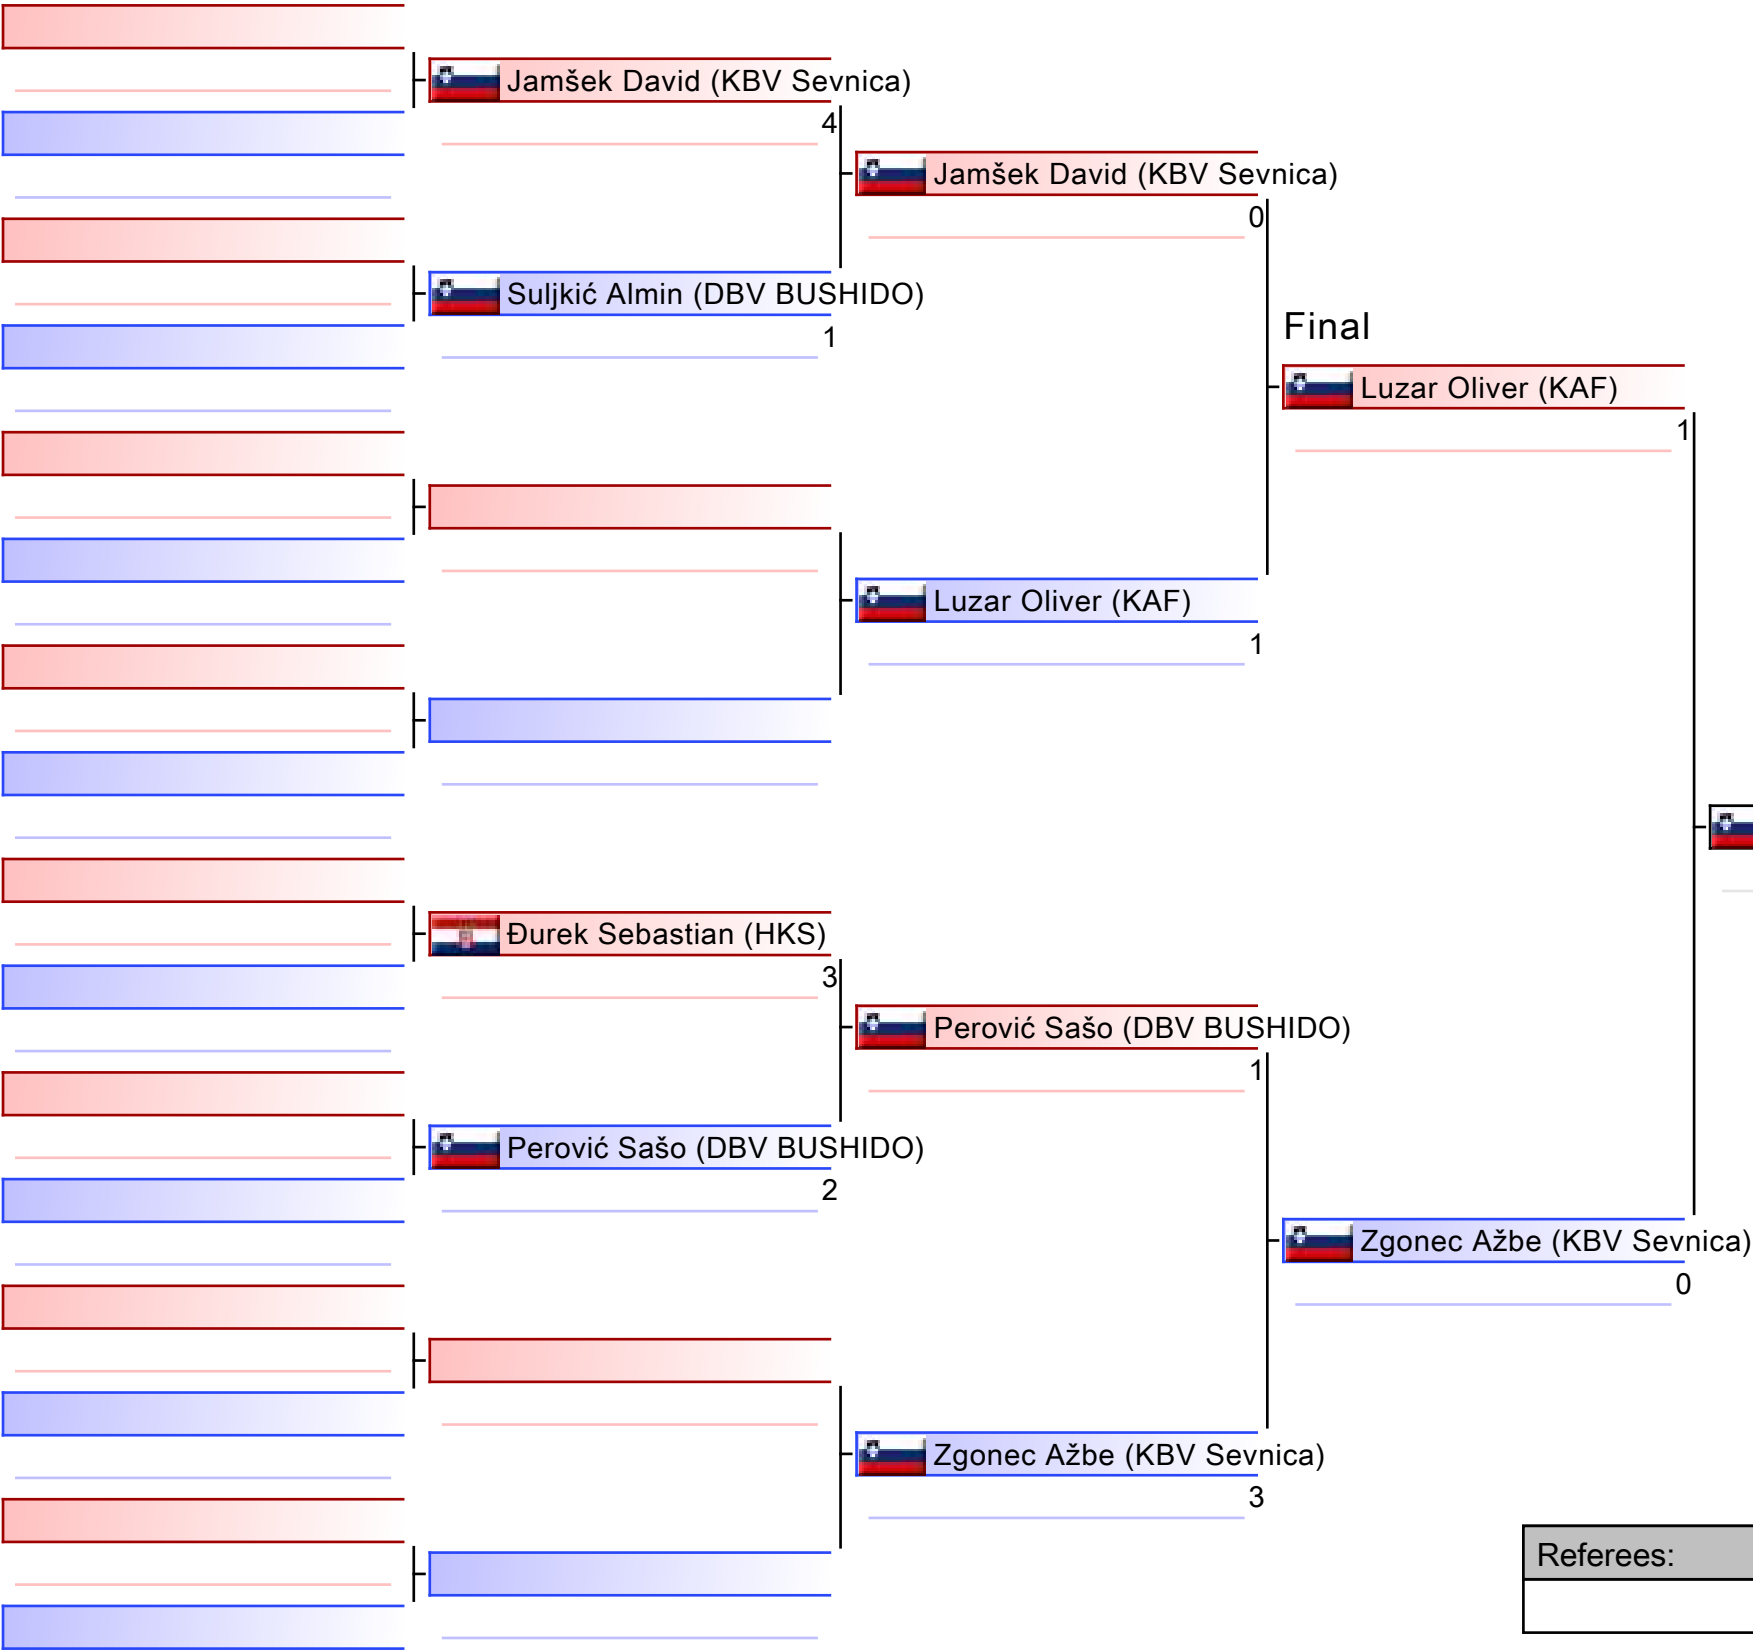 Jamšek David (KBV Sevnica)
4
Jamšek David (KBV Sevnica)
0
Suljkić Almin (DBV BUSHIDO)
1
Final
Luzar Oliver (KAF)
1
Luzar Oliver (KAF)
1
Đurek Sebastian (HKS)
3
Perović Sašo (DBV BUSHIDO)
1
Perović Sašo (DBV BUSHIDO)
2
Zgonec Ažbe (KBV Sevnica)
0
Zgonec Ažbe (KBV Sevnica)
3
Referees: